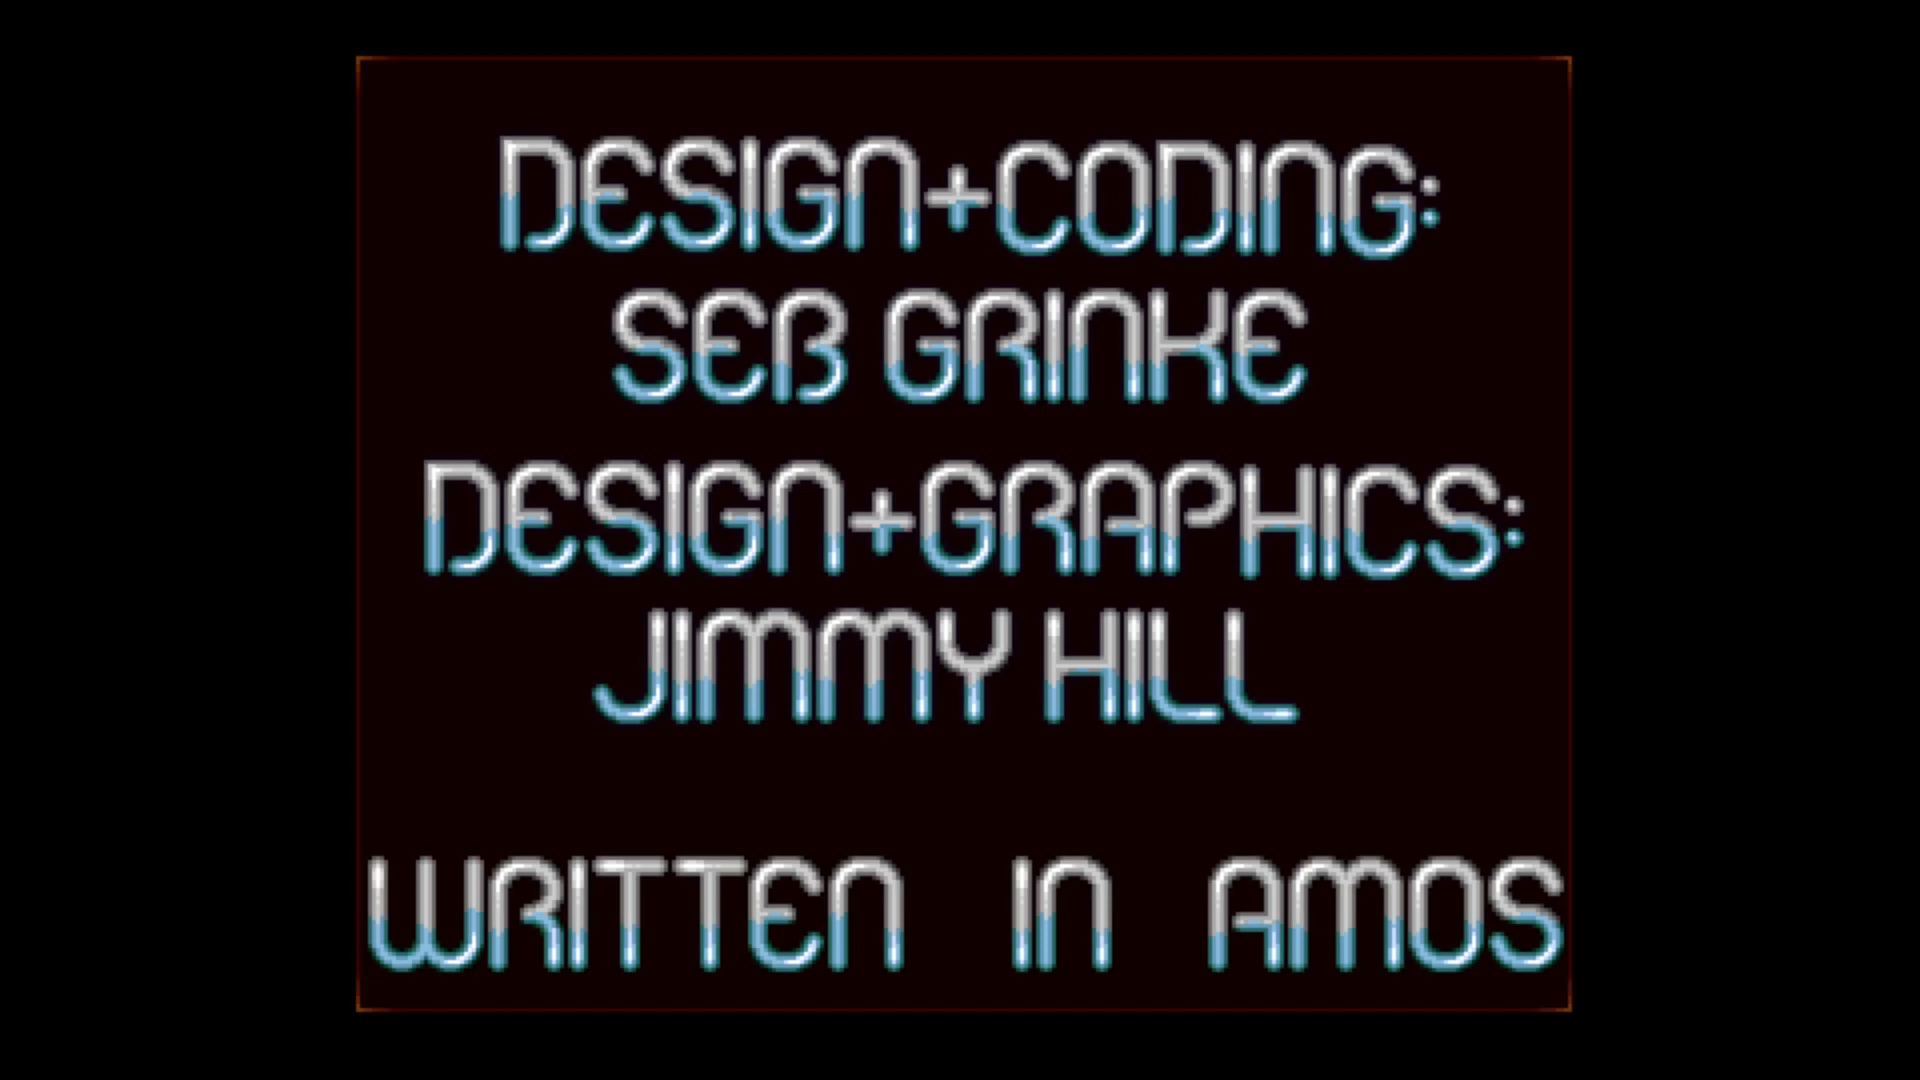 DESIGN+CODING:
SEB GRINKE
DESIGN+GRAPHICS:
JIMMY HILL
WRITTEN IN AMOS